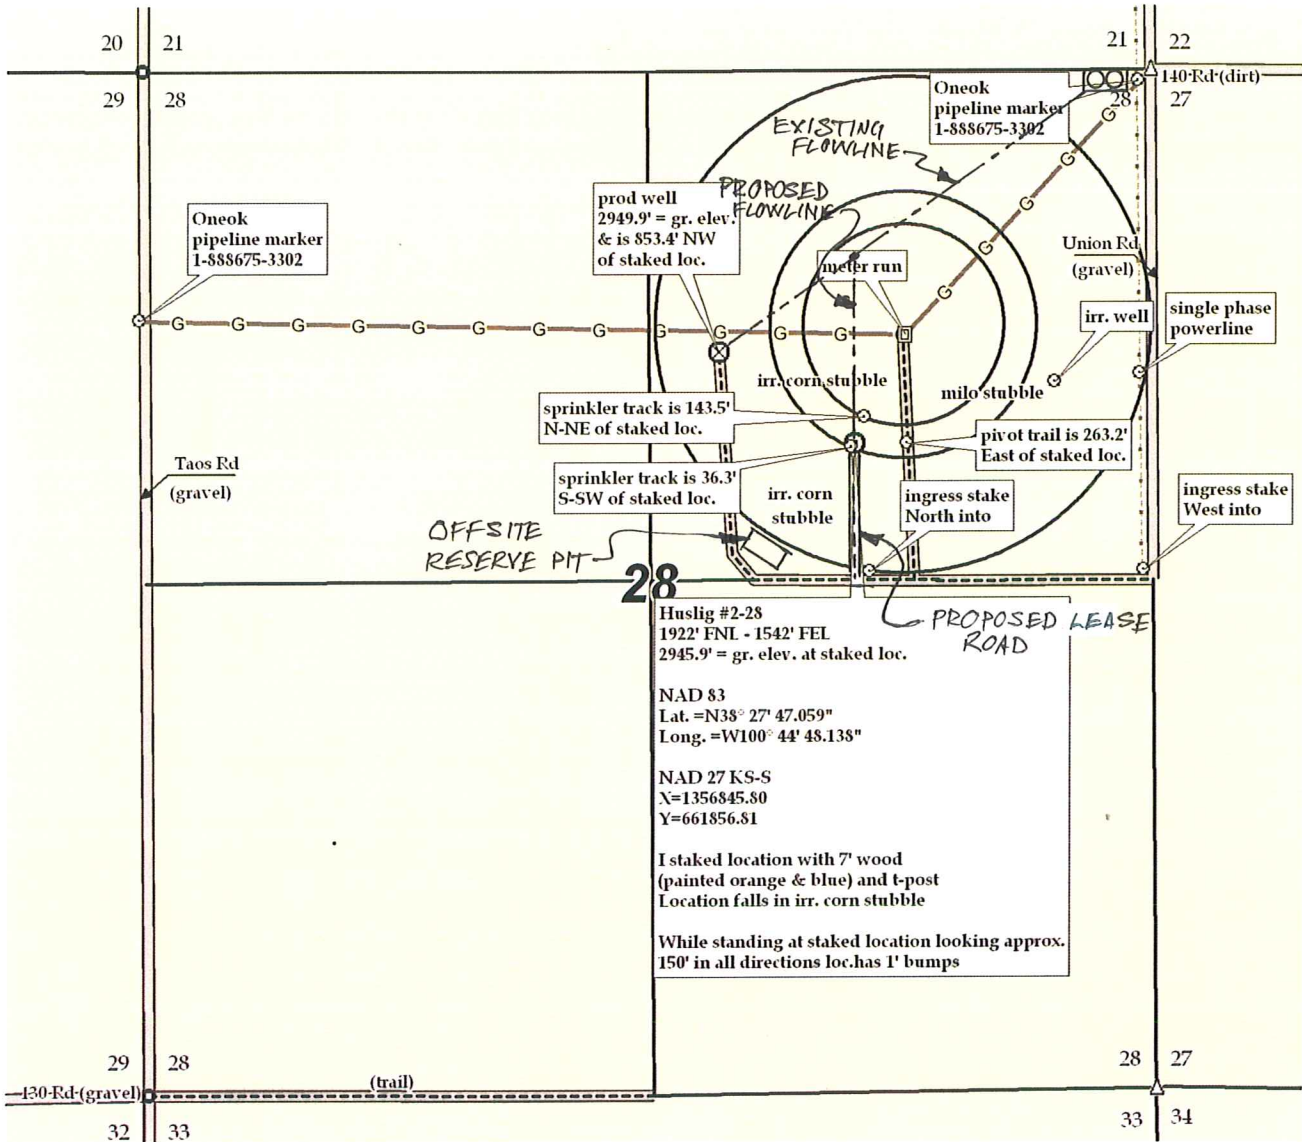 20 21
21 22
29 28
28 27
140 Rd (dirt)
Oneok
pipeline marker
1-888675-3302
EXISTING
FLOWLINE
PROPOSED
FLOWLINE
prod well
2949.9' = gr. elev.
& is 853.4' NW
of staked loc.
Oneok
pipeline marker
1-888675-3302
meter run
Union Rd
(gravel)
irr. well
single phase
powerline
G G G G G G G G G G G G
G G G G G
irr. corn stubble
milo stubble
sprinkler track is 143.5'
N-NE of staked loc.
pivot trail is 263.2'
East of staked loc.
Taos Rd
(gravel)
sprinkler track is 36.3'
S-SW of staked loc.
irr. corn
stubble
ingress stake
North into
ingress stake
West into
OFFSITE
RESERVE PIT
28
PROPOSED LEASE
ROAD
Huslig #2-28
1922' FNL - 1542' FEL
2945.9' = gr. elev. at staked loc.
NAD 83
Lat. =N38° 27' 47.059"
Long. =W100° 44' 48.138"
NAD 27 KS-S
X=1356845.80
Y=661856.81
I staked location with 7' wood
(painted orange & blue) and t-post
Location falls in irr. corn stubble
While standing at staked location looking approx.
150' in all directions loc.has 1' bumps
29 28
28 27
130 Rd (gravel)
(trail)
32 33
33 34